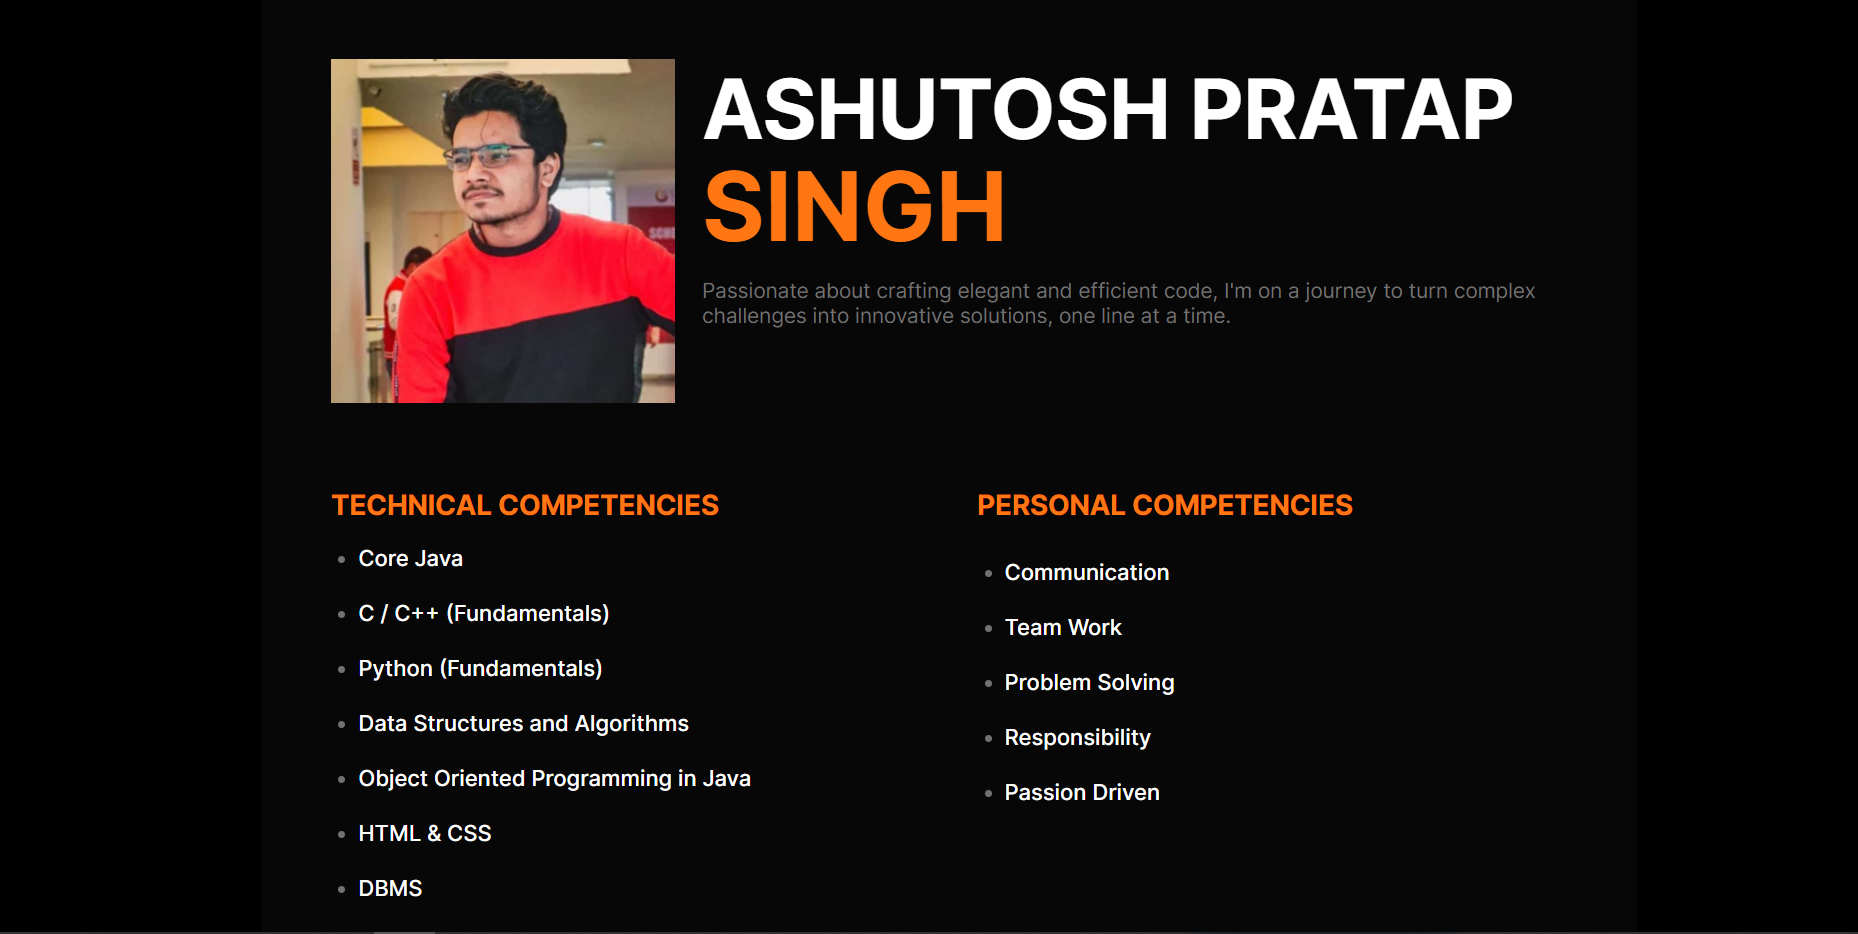 ASHUTOSH PRATAP
SINGH
Passionate about crafting elegant and efficient code, I'm on a journey to turn complex
challenges into innovative solutions, one line at a time.
TECHNICAL COMPETENCIES
Core Java
C / C++ (Fundamentals)
Python (Fundamentals)
Data Structures and Algorithms
Object Oriented Programming in Java
HTML & CSS
DBMS
PERSONAL COMPETENCIES
Communication
Team Work
Problem Solving
Responsibility
Passion Driven